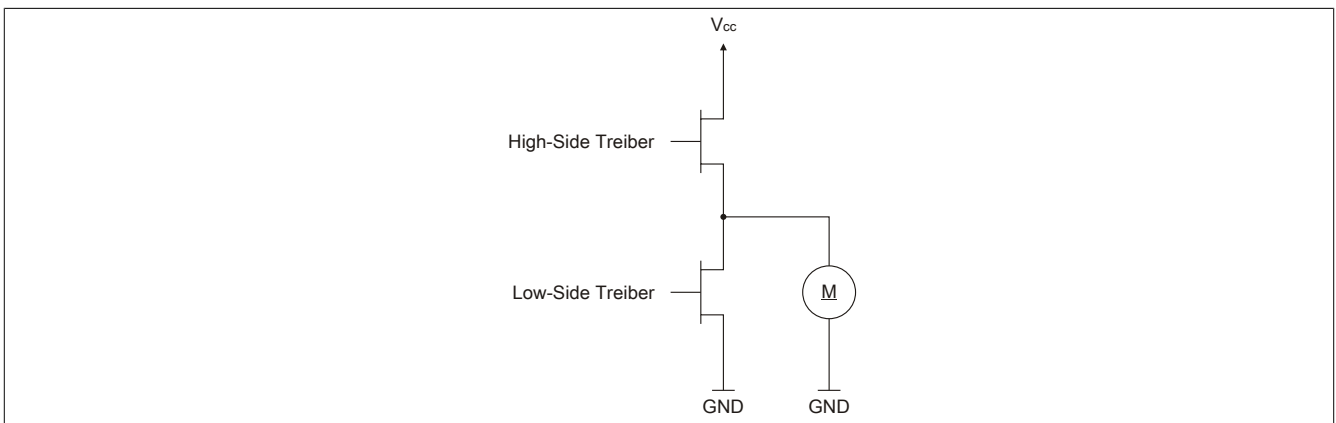 Vcc
High-Side Treiber
Low-Side Treiber
M
GND GND